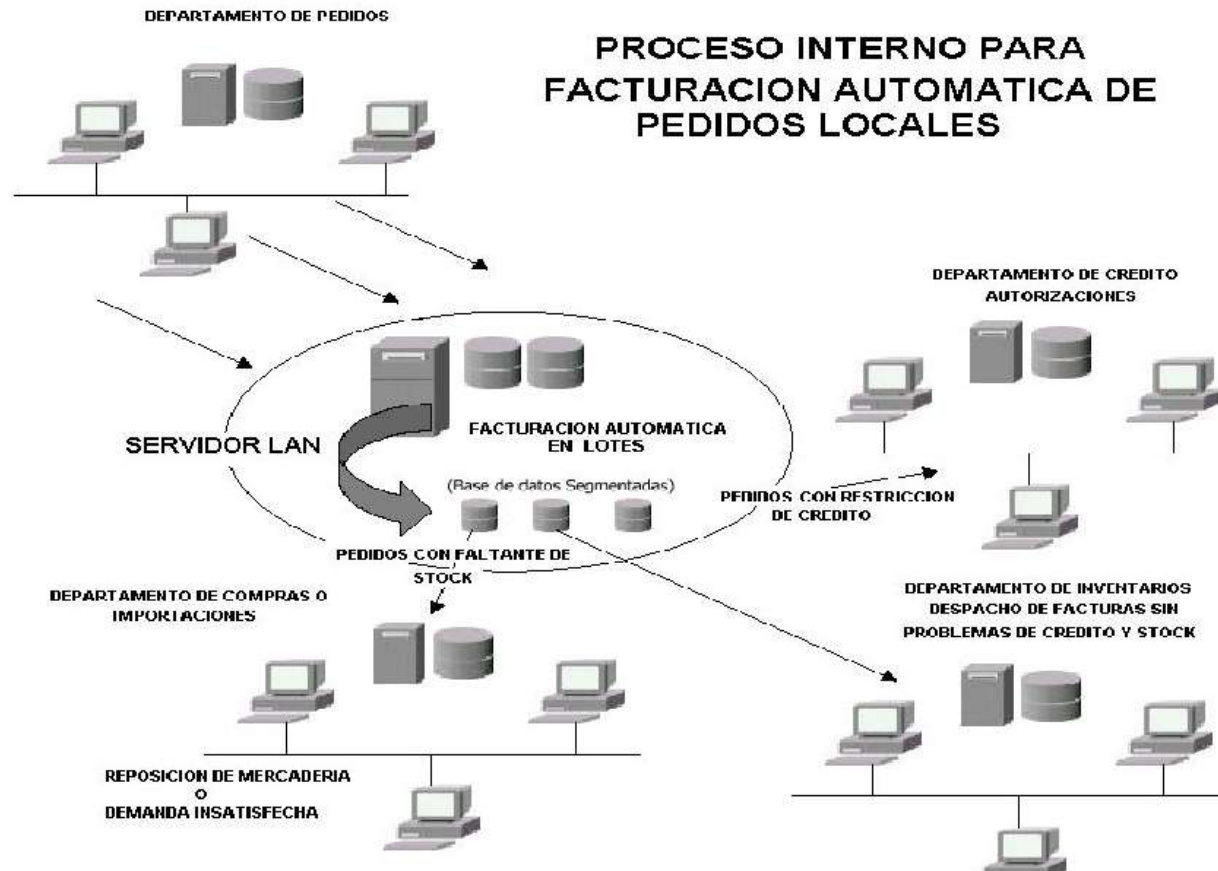 DEPARTAMENTO DE PEDIDOS
PROCESO INTERNO PARA
FACTURACION AUTOMATICA DE
PEDIDOS LOCALES
DEPARTAMENTO DE CREDITO
AUTORIZACIONES
SERVIDOR LAN
FACTURACION AUTOMATICA
EN LOTES
(Base de datos Segmentadas)
PEDIDOS CON RESTRICCION
DE CREDITO
PEDIDOS CON FALTANTE DE
STOCK
DEPARTAMENTO DE COMPRAS O
IMPORTACIONES
DEPARTAMENTO DE INVENTARIOS
DESPACHO DE FACTURAS SIN
PROBLEMAS DE CREDITO Y STOCK
REPOSICION DE MERCADERIA
O
DEMANDA INSATISFECHA